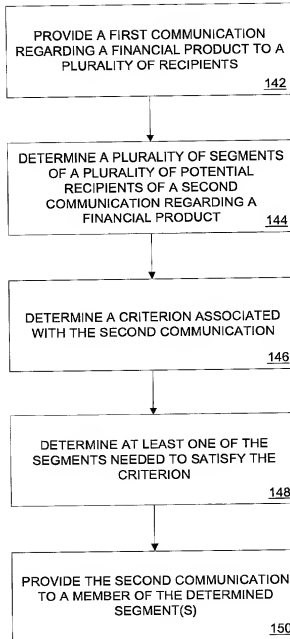 PROVIDE A FIRST COMMUNICATION
REGARDING A FINANCIAL PRODUCT TO A
PLURALITY OF RECIPIENTS
142
DETERMINE A PLURALITY OF SEGMENTS
OF A PLURALITY OF POTENTIAL
RECIPIENTS OF A SECOND
COMMUNICATION REGARDING A
FINANCIAL PRODUCT
144
DETERMINE A CRITERION ASSOCIATED
WITH THE SECOND COMMUNICATION
146
DETERMINE AT LEAST ONE OF THE
SEGMENTS NEEDED TO SATISFY THE
CRITERION
148
PROVIDE THE SECOND COMMUNICATION
TO A MEMBER OF THE DETERMINED
SEGMENT(S)
150